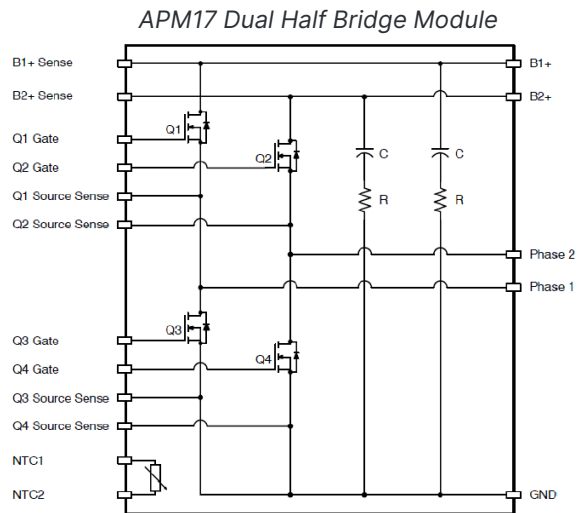 APM17 Dual Half Bridge Module
B1+ Sense
B1+
B2+ Sense
B2+
Q1 Gate
Q1
Q2 Gate
Q2
C
C
Q1 Source Sense
R
R
Q2 Source Sense
Phase 2
Phase 1
Q3 Gate
Q3
Q4 Gate
Q4
Q3 Source Sense
Q4 Source Sense
NTC1
NTC2
GND